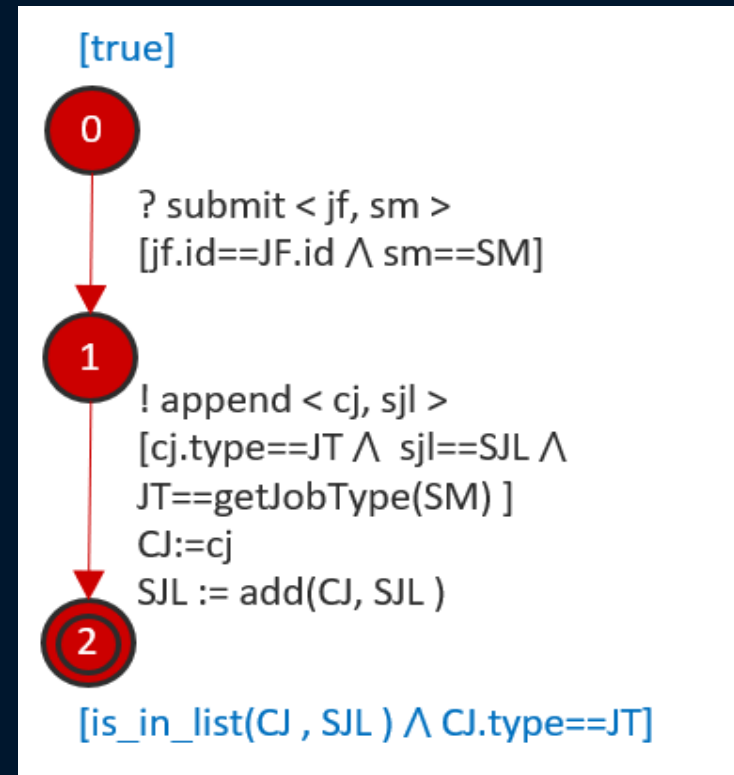 [true]
0
? submit < jf, sm >
[jf.id==JF.id ⋀ sm==SM]
1
! append < cj, sjl >
[cj.type==JT ⋀ sjl==SJL ⋀
JT==getJobType(SM) ]
CJ:=cj
SJL := add(CJ, SJL )
2
[is_in_list(CJ , SJL ) ⋀ CJ.type==JT]